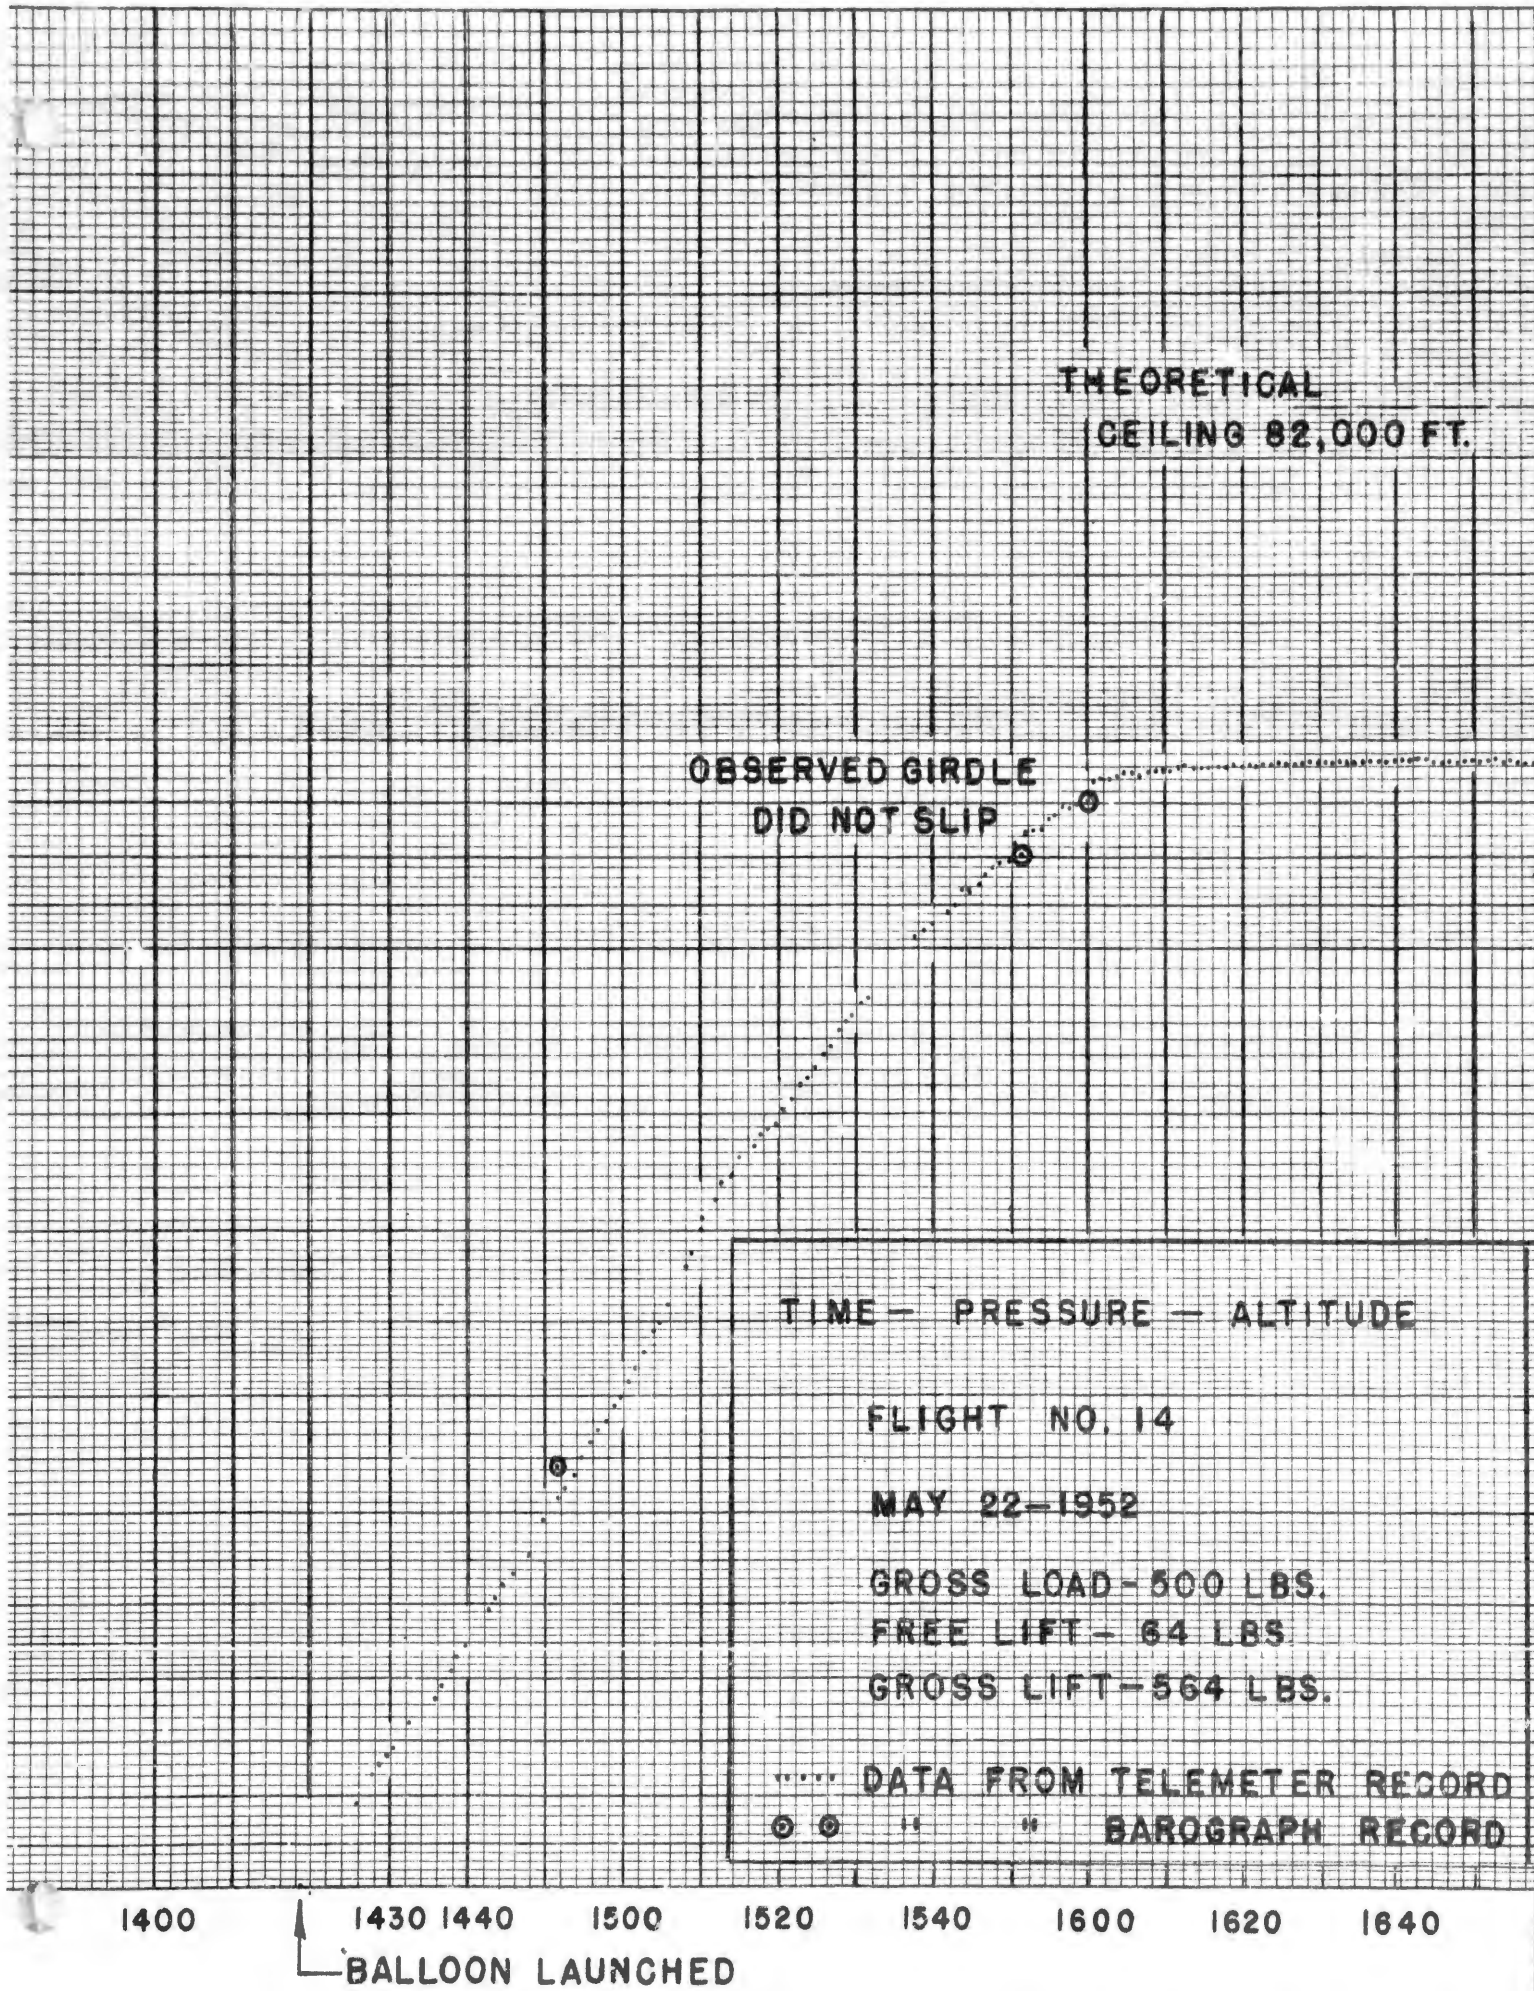 THEORETICAL
CEILING 82,000 FT.
OBSERVED GIRDLE
DID NOT SLIP
TIME — PRESSURE — ALTITUDE
FLIGHT NO. 14
MAY 22—1952
GROSS LOAD-500 LBS.
FREE LIFT - 64 LBS.
GROSS LIFT-564 LBS.
..... DATA FROM TELEMETER RECORD
" " BAROGRAPH RECORD
1400 1430 1440 1500 1520 1540 1600 1620 1640
BALLOON LAUNCHED